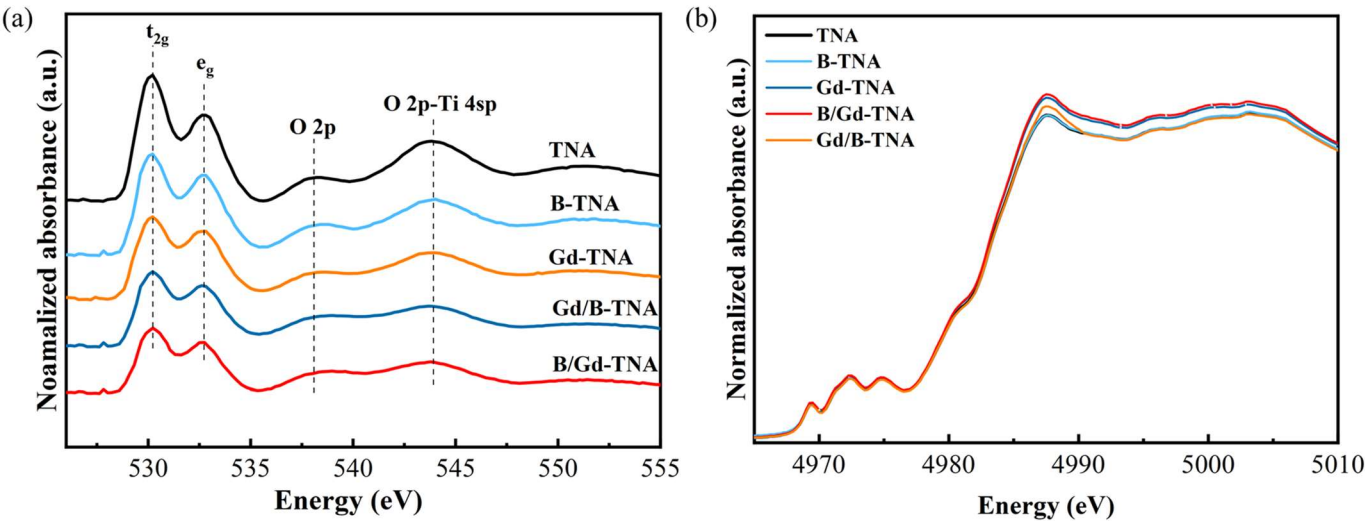 (a)
t2g
eg
O 2p
O 2p-Ti 4sp
TNA
B-TNA
Gd-TNA
Gd/B-TNA
B/Gd-TNA
Noamalized absorbance (a.u.)
530 535 540 545 550 555
Energy (eV)
(b)
TNA
B-TNA
Gd-TNA
B/Gd-TNA
Gd/B-TNA
Normalized absorbance (a.u.)
4970 4980 4990 5000 5010
Energy (eV)